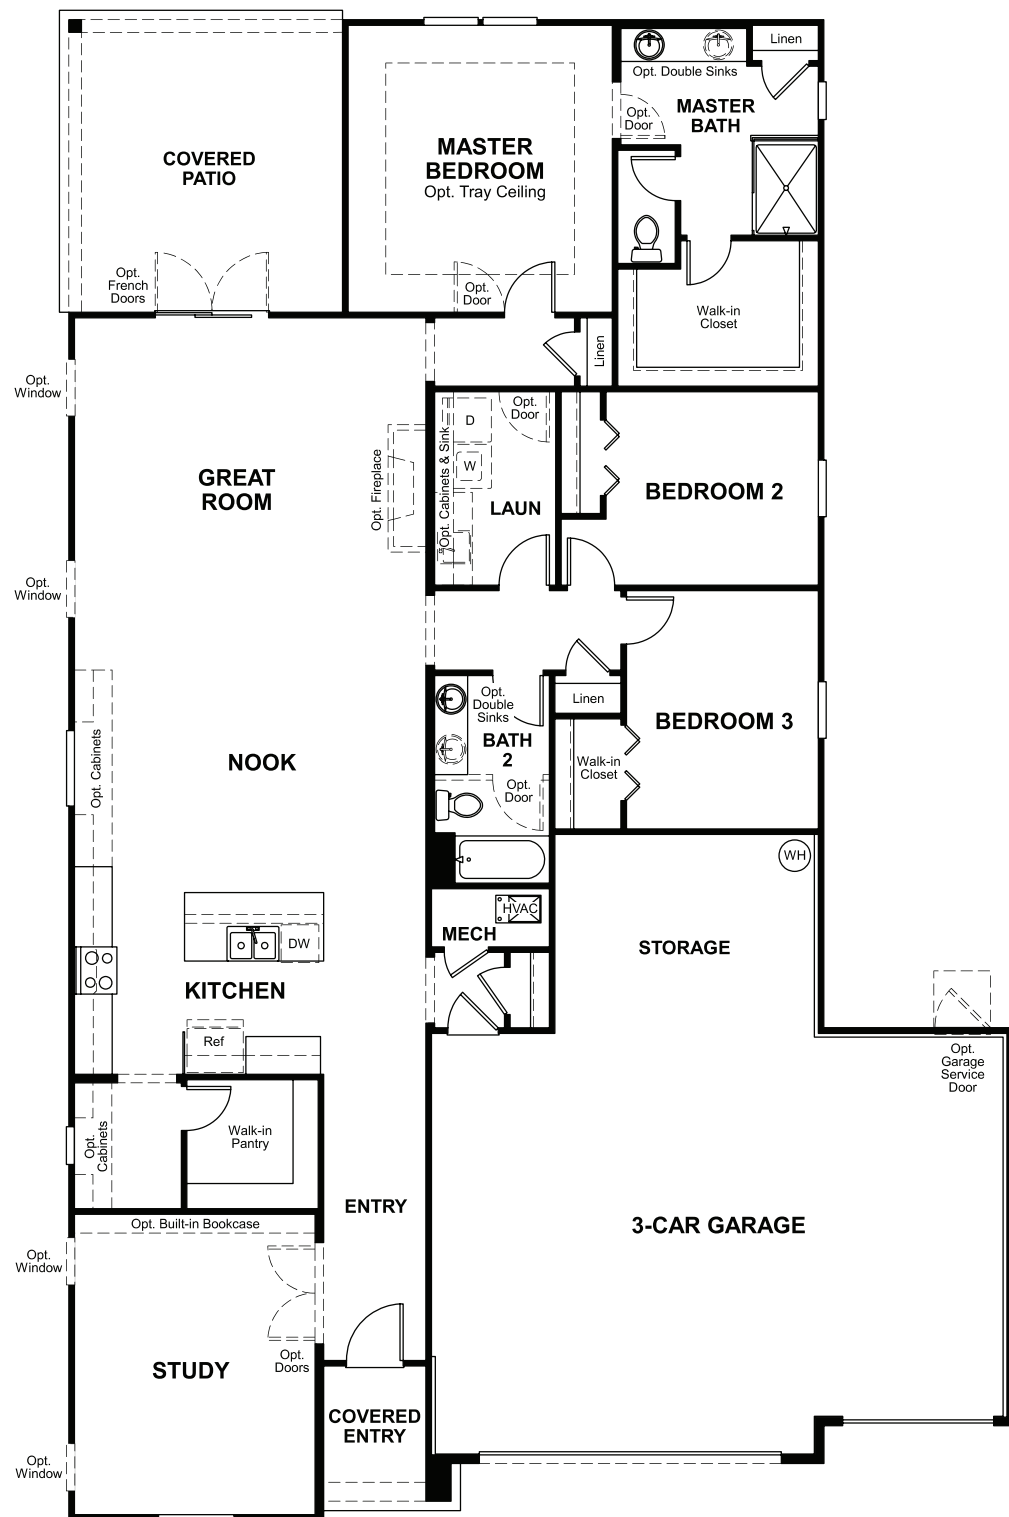 Linen
Opt. Double Sinks
MASTER
BATH
Opt.
Door
COVERED
PATIO
MASTER
BEDROOM
Opt. Tray Ceiling
Opt.
French
Doors
Opt.
Door
Walk-in
Closet
Linen
Opt.
Window
Opt.
Door
D
W
Opt. Cabinets & Sink
Opt. Fireplace
LAUN
GREAT
ROOM
BEDROOM 2
Opt.
Window
Linen
Opt.
Double
Sinks
BATH
2
Opt.
Door
BEDROOM 3
Walk-in
Closet
Opt. Cabinets
NOOK
WH
HVAC
MECH
DW
STORAGE
KITCHEN
Ref
Opt.
Garage
Service
Door
Opt.
Cabinets
Walk-in
Pantry
ENTRY
3-CAR GARAGE
Opt. Built-in Bookcase
Opt.
Window
Opt.
Doors
STUDY
COVERED
ENTRY
Opt.
Window